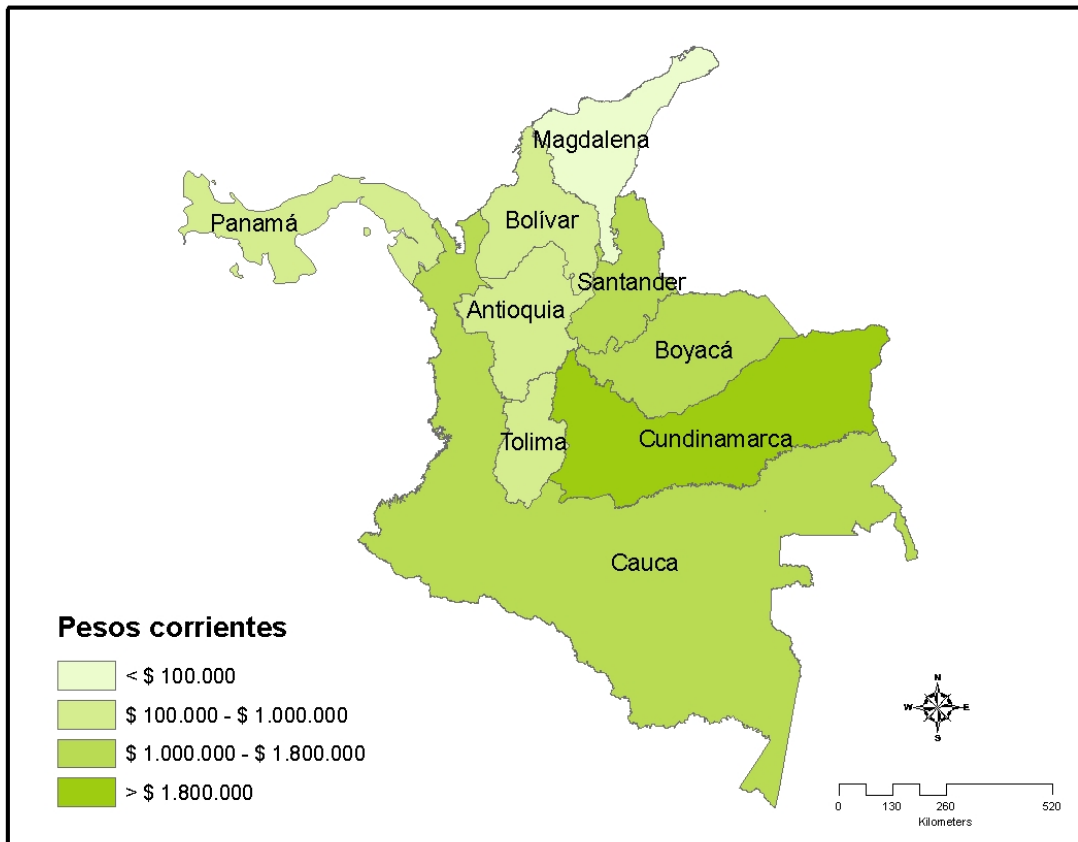 Magdalena
Panamá
Bolívar
Santander
Antioquia
Boyacá
Tolima
Cundinamarca
Cauca
Pesos corrientes
< $ 100.000
$ 100.000 - $ 1.000.000
$ 1.000.000 - $ 1.800.000
> $ 1.800.000
N
W E
S
0 130 260 520
Kilometers